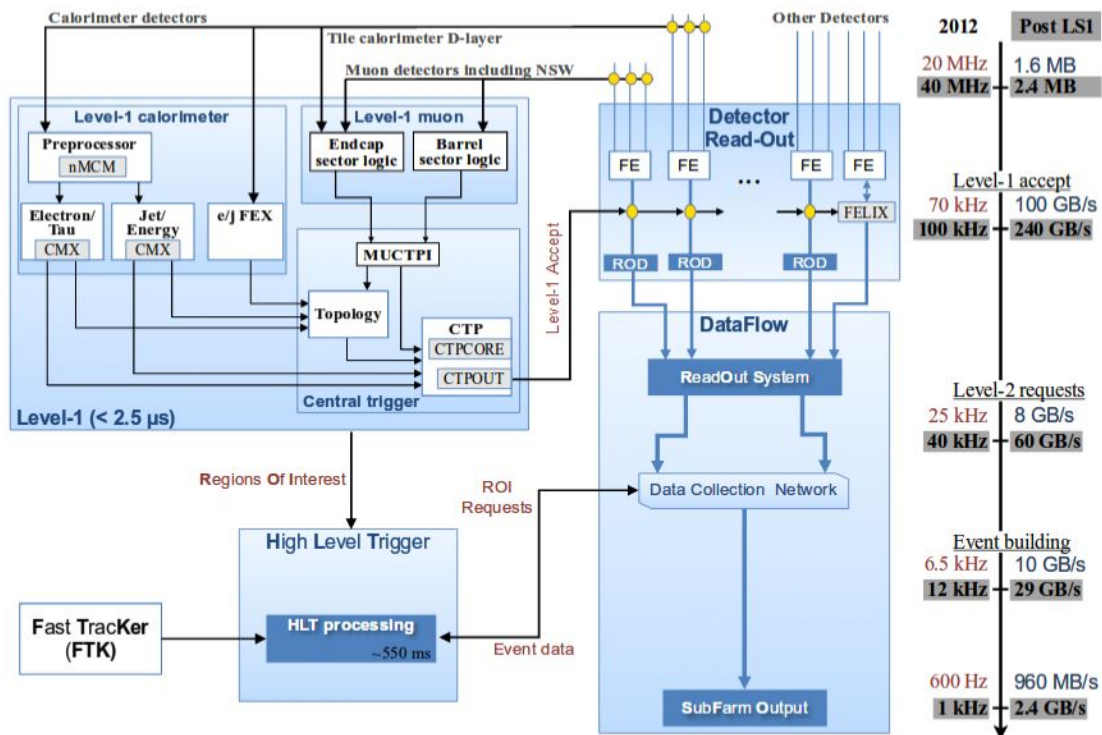 Calorimeter detectors
Tile calorimeter D-layer
Muon detectors including NSW
Other Detectors
2012
Post LS1
20 MHz
1.6 MB
40 MHz
2.4 MB
Level-1 calorimeter
Preprocessor
nMCM
Electron/
Tau
CMX
Jet/
Energy
CMX
e/j FEX
Level-1 muon
Endcap
sector logic
Barrel
sector logic
MUCTPI
Topology
CTP
CTPCORE
CTPOUT
Central trigger
Level-1 (< 2.5 µs)
Level-1 Accept
Detector
Read-Out
FE
FE
...
FE
FE
FELIX
ROD
ROD
ROD
Level-1 accept
70 kHz
100 GB/s
100 kHz
240 GB/s
DataFlow
ReadOut System
Data Collection Network
SubFarm Output
Level-2 requests
25 kHz
8 GB/s
40 kHz
60 GB/s
Regions Of Interest
ROI
Requests
High Level Trigger
HLT processing
~550 ms
Event data
Fast TracKer
(FTK)
Event building
6.5 kHz
10 GB/s
12 kHz
29 GB/s
600 Hz
960 MB/s
1 kHz
2.4 GB/s